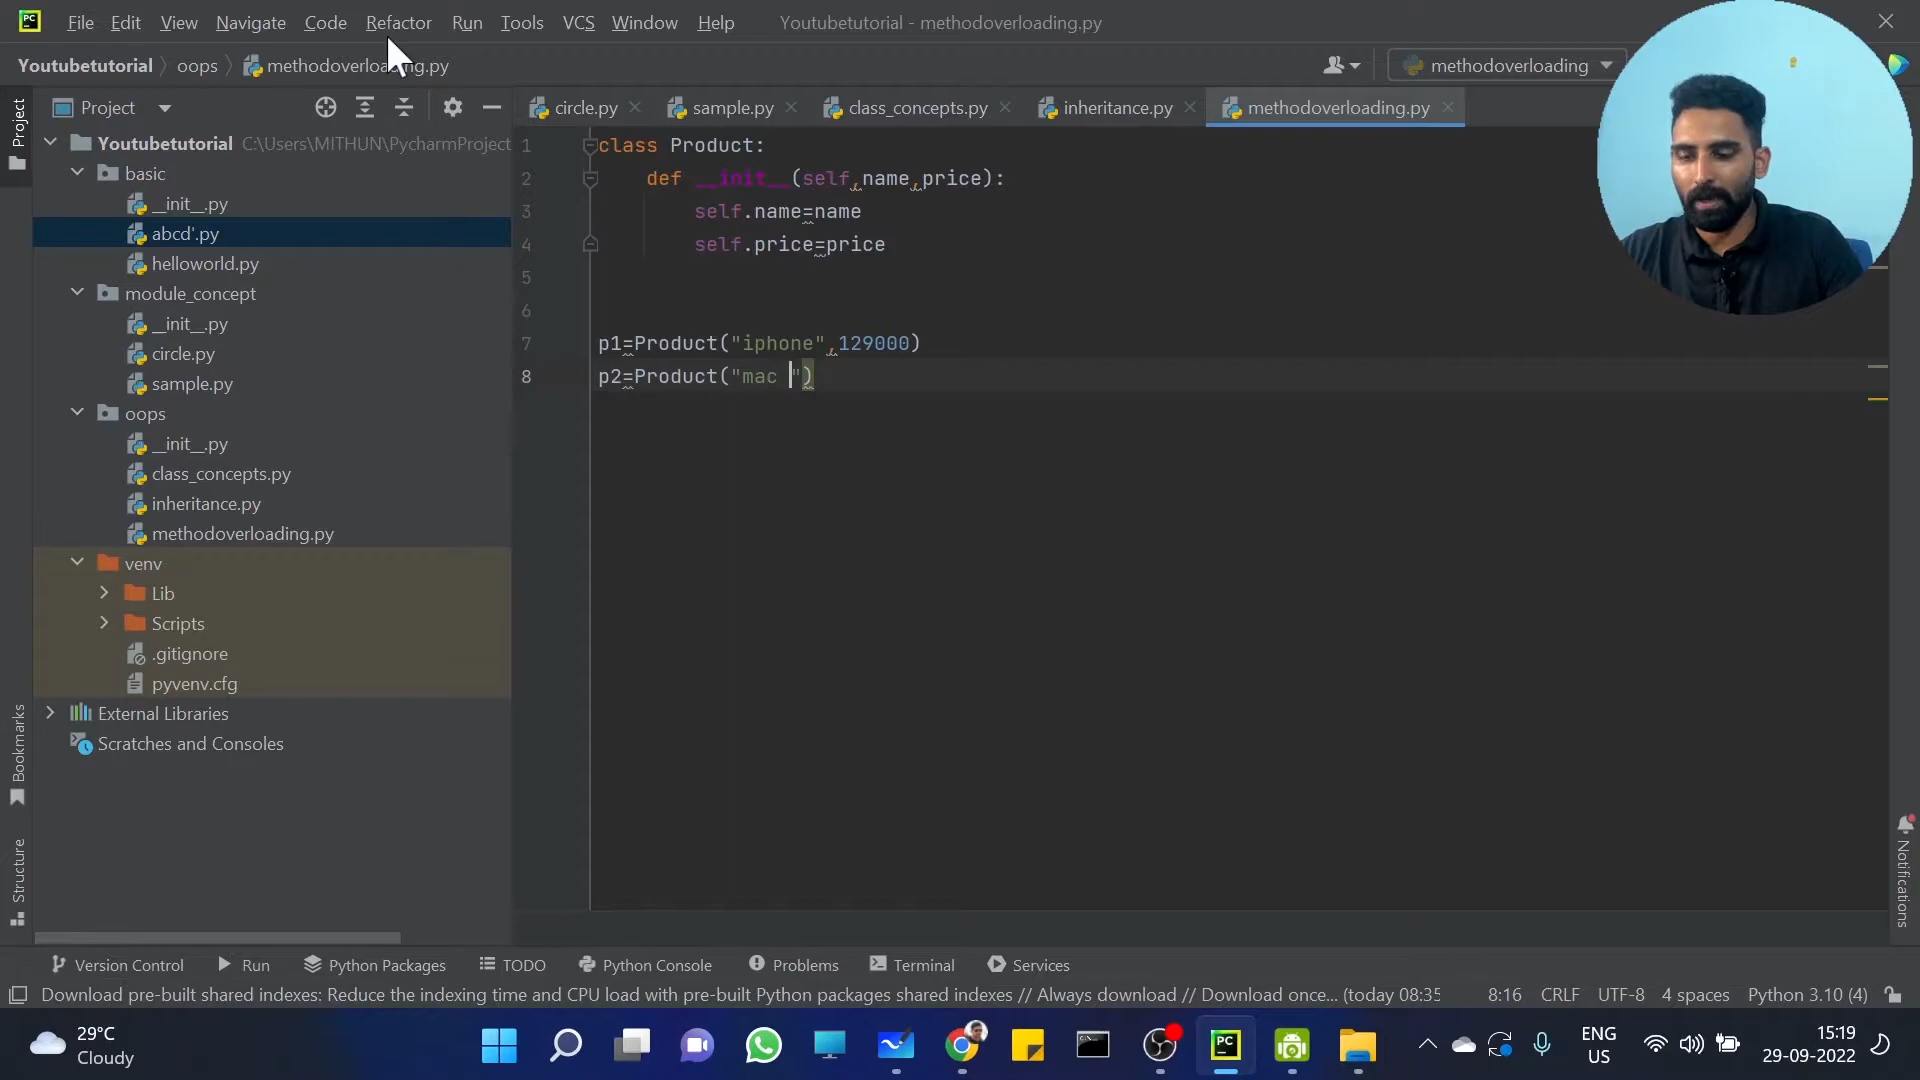 PC File Edit View Navigate Code Refactor Run Tools VCS Window Help Youtubetutorial - methodoverloading.py
Youtubetutorial oops methodoverloading.py methodoverloading
Project
Project
circle.py sample.py class_concepts.py inheritance.py methodoverloading.py
Youtubetutorial C:\Users\MITHUN\PycharmProject
basic
__init__.py
abcd'.py
helloworld.py
module_concept
__init__.py
circle.py
sample.py
oops
__init__.py
class_concepts.py
inheritance.py
methodoverloading.py
venv
Lib
Scripts
.gitignore
pyvenv.cfg
External Libraries
Scratches and Consoles
1 class Product:
2 def __init__(self,name,price):
3 self.name=name
4 self.price=price
5
6
7 p1=Product("iphone",129000)
8 p2=Product("mac ")
Bookmarks
Structure
Notifications
Version Control Run Python Packages TODO Python Console Problems Terminal Services
Download pre-built shared indexes: Reduce the indexing time and CPU load with pre-built Python packages shared indexes // Always download // Download once... (today 08:35 8:16 CRLF UTF-8 4 spaces Python 3.10 (4)
29°C
Cloudy
PC
ENG
US
15:19
29-09-2022